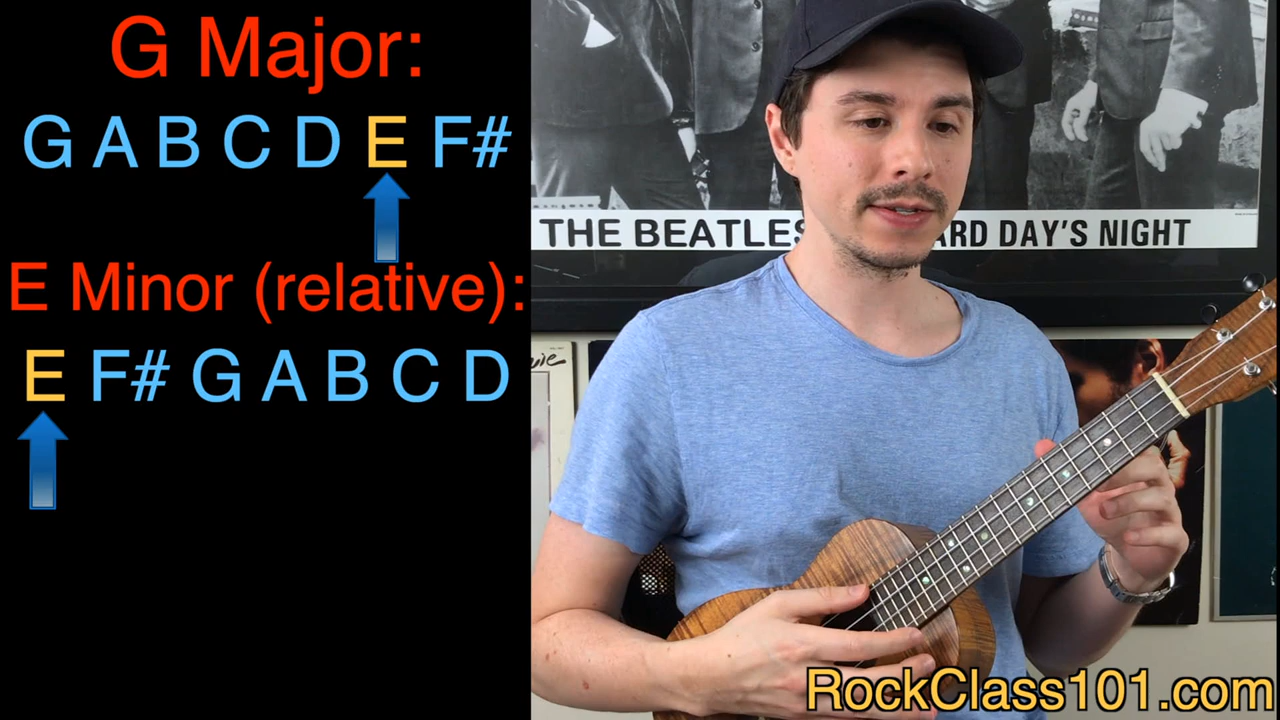 G Major:
G A B C D E F#
E Minor (relative):
E F# G A B C D
THE BEATLES ARD DAY'S NIGHT
RockClass101.com